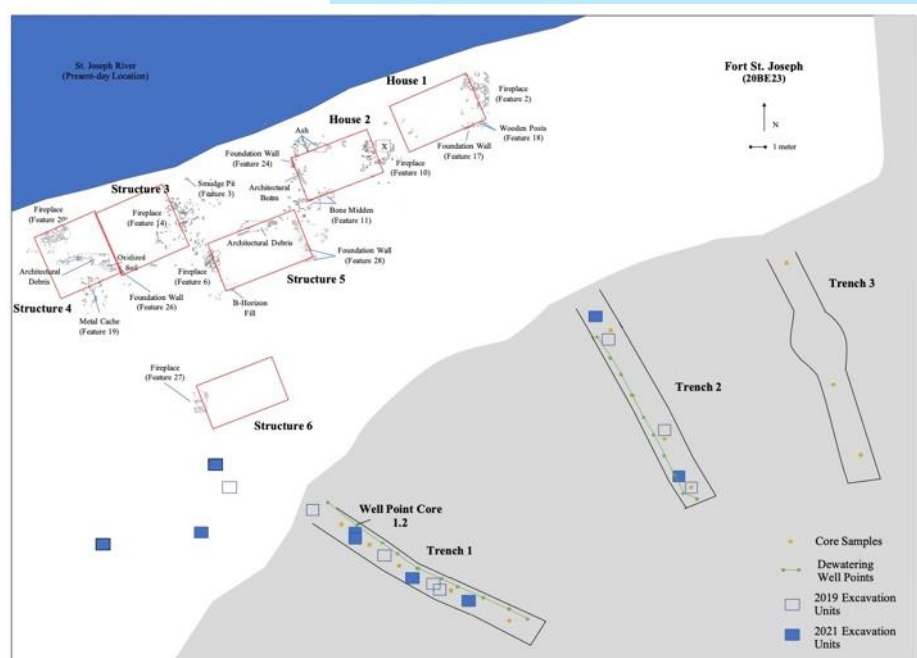 St. Joseph River
(Present-day Location)
Fort St. Joseph
(20BE23)
N
1 meter
House 1
Fireplace
(Feature 2)
Wooden Posts
(Feature 18)
Foundation Wall
(Feature 17)
House 2
Ash
X
Foundation Wall
(Feature 24)
Fireplace
(Feature 10)
Architectural
Beam
Bone Midden
(Feature 11)
Smudge Pit
(Feature 3)
Structure 3
Fireplace
(Feature 14)
Fireplace
(Feature 20)
Oxidized
Soil
Architectural
Debris
Foundation Wall
(Feature 26)
Structure 4
Metal Cache
(Feature 19)
Architectural Debris
Foundation Wall
(Feature 28)
Fireplace
(Feature 6)
Structure 5
B-Horizon
Fill
Fireplace
(Feature 27)
Structure 6
Trench 3
Trench 2
Well Point Core
1.2
Trench 1
Core Samples
Dewatering
Well Points
2019 Excavation
Units
2021 Excavation
Units